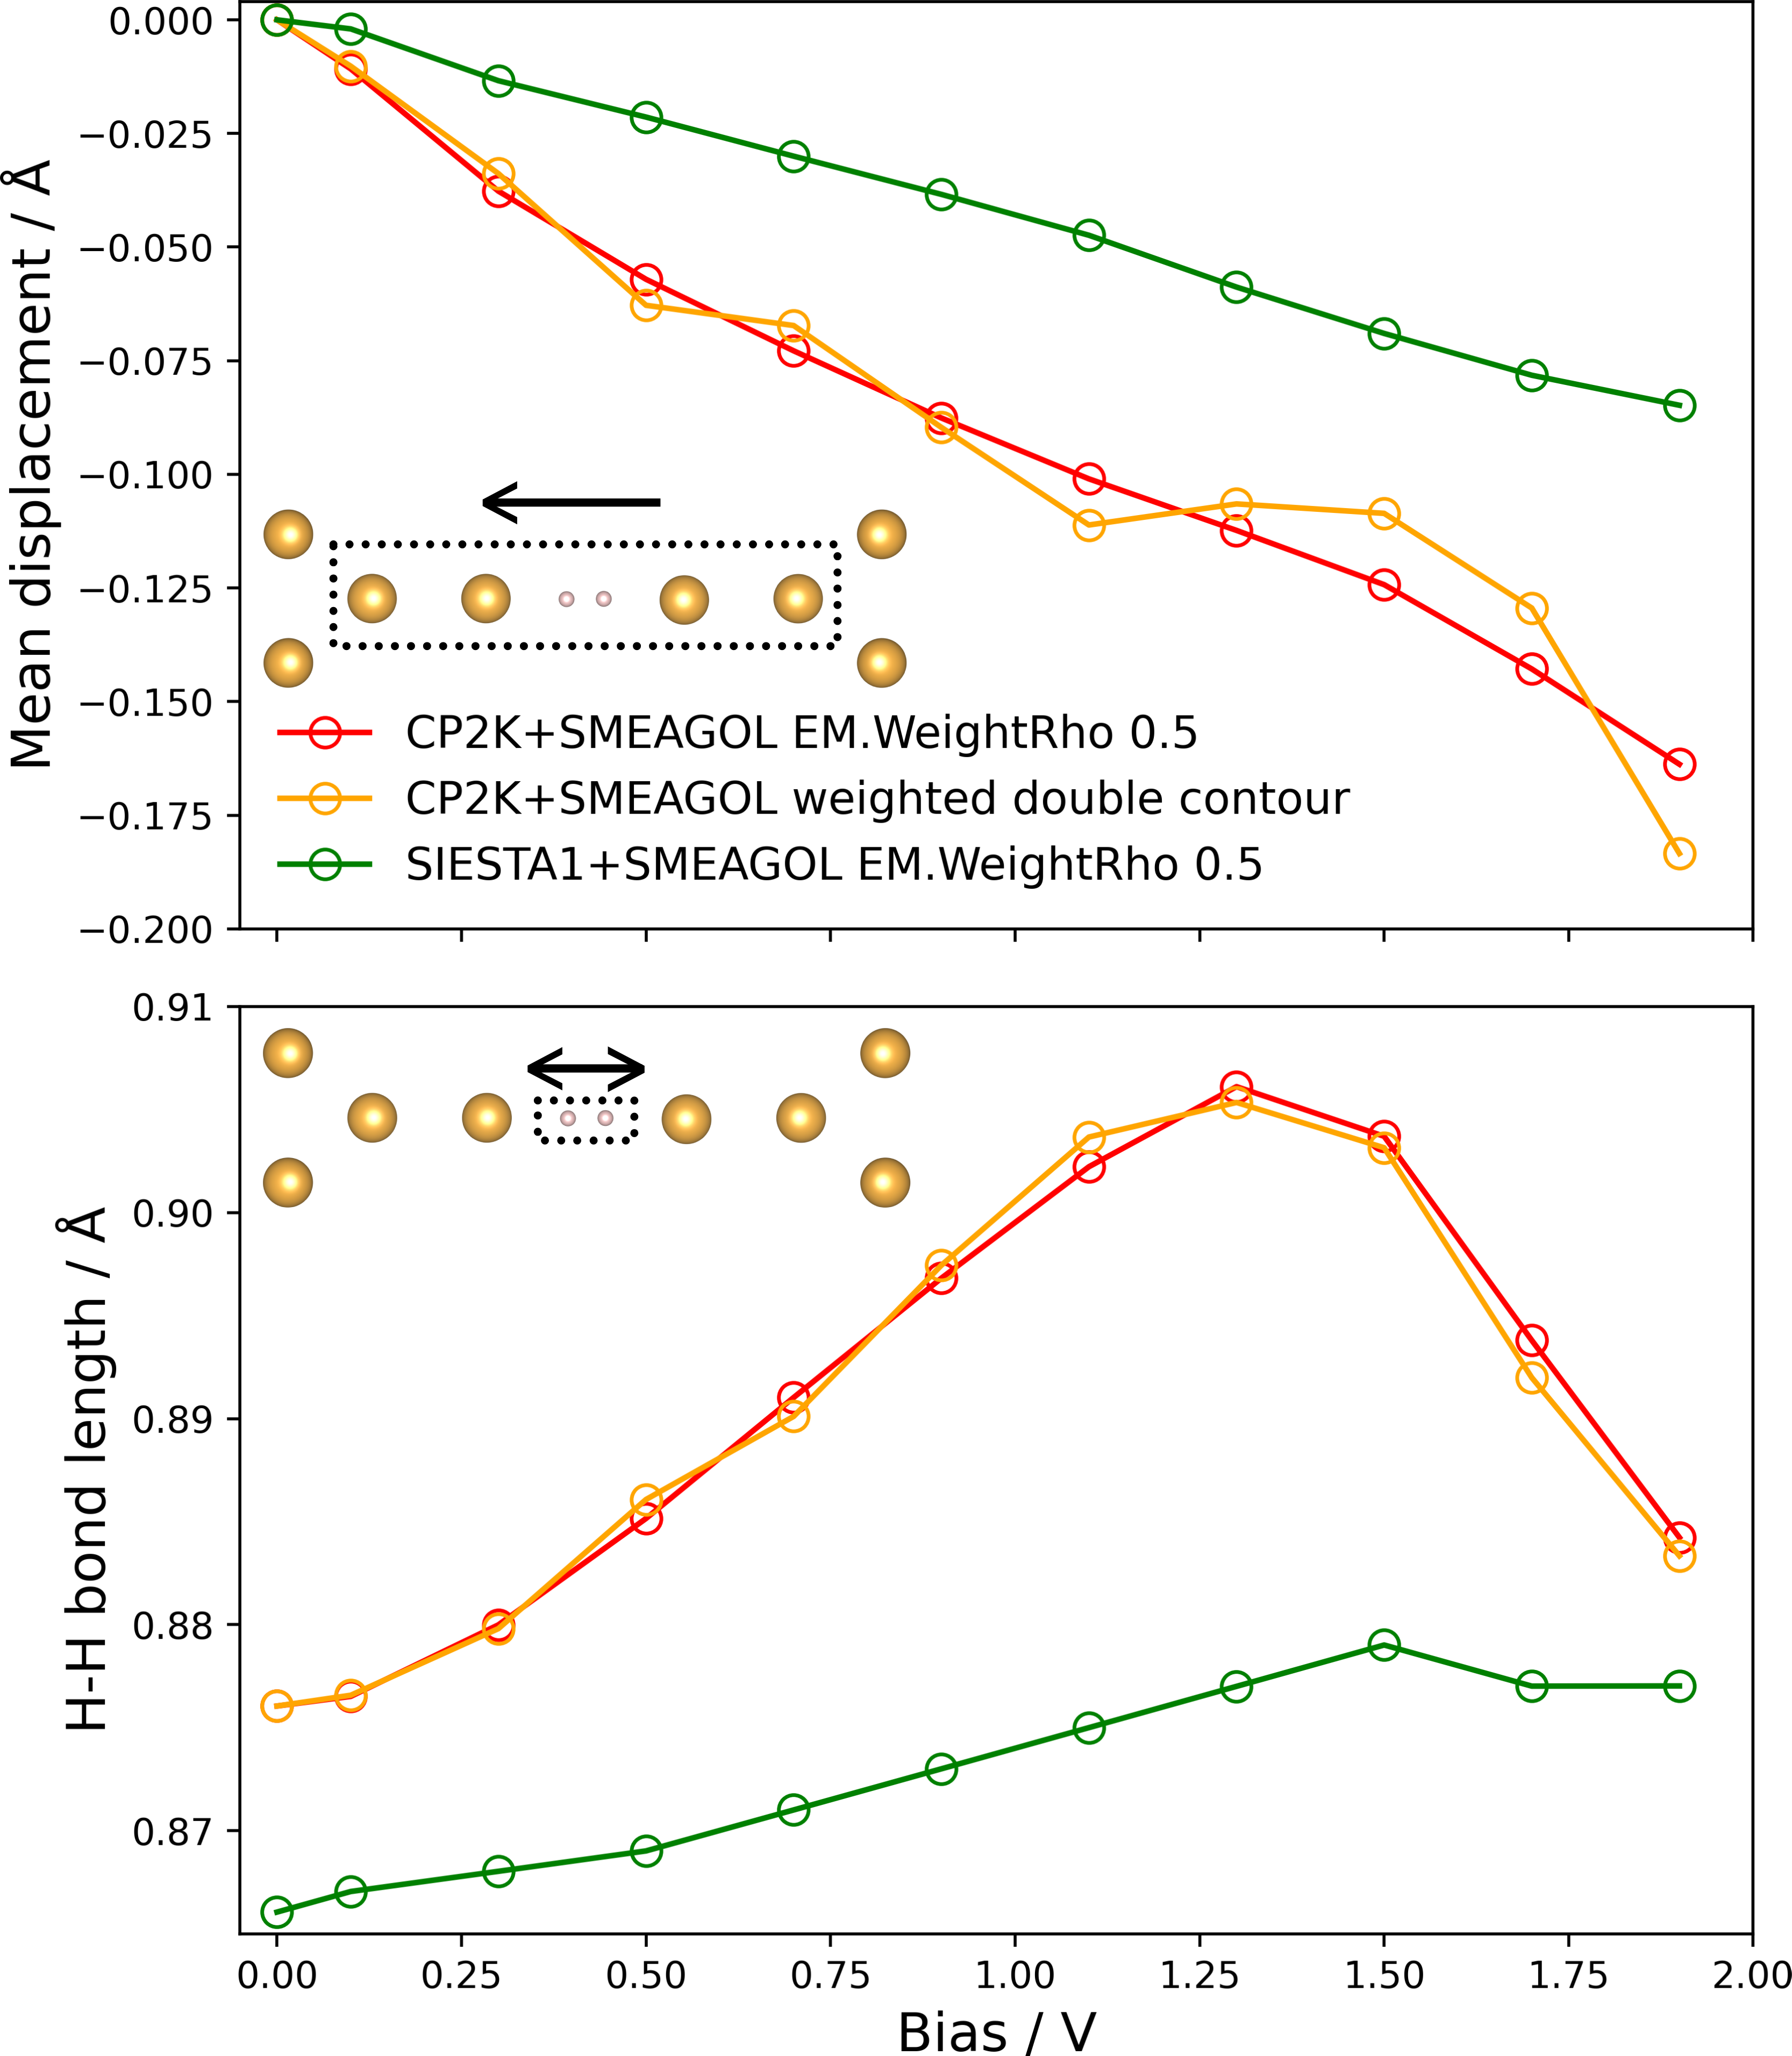 0.000
−0.025
−0.050
−0.075
−0.100
−0.125
−0.150
−0.175
−0.200
Mean displacement / Å
CP2K+SMEAGOL EM.WeightRho 0.5
CP2K+SMEAGOL weighted double contour
SIESTA1+SMEAGOL EM.WeightRho 0.5
0.91
0.90
0.89
0.88
0.87
H-H bond length / Å
0.00 0.25 0.50 0.75 1.00 1.25 1.50 1.75 2.00
Bias / V